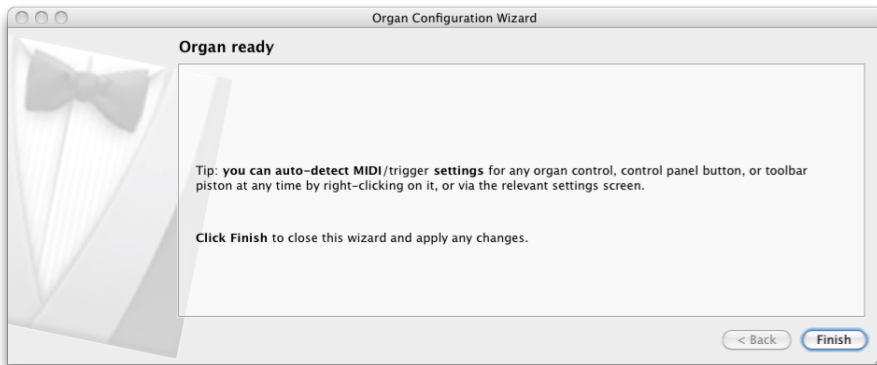 Organ Configuration Wizard
Organ ready
Tip: you can auto-detect MIDI/trigger settings for any organ control, control panel button, or toolbar
piston at any time by right-clicking on it, or via the relevant settings screen.
Click Finish to close this wizard and apply any changes.
< Back
Finish